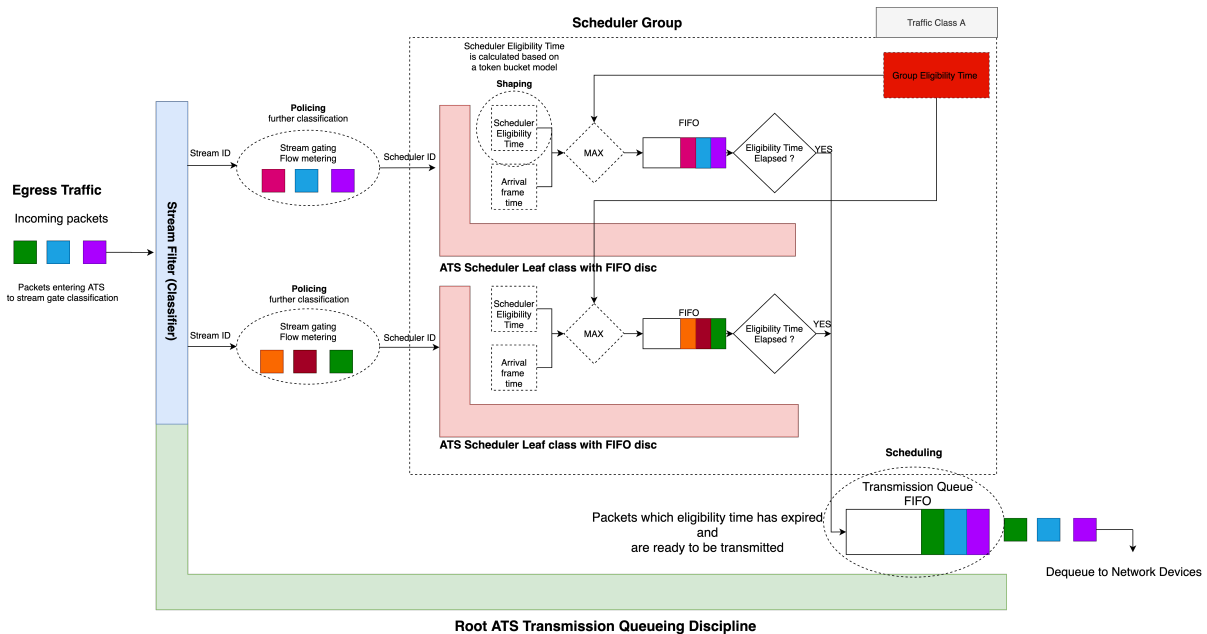 Scheduler Group
Traffic Class A
Scheduler Eligibility Time
is calculated based on
a token bucket model
Shaping
Group Eligibility Time
Policing
further classification
Stream gating
Flow metering
Stream ID
Scheduler ID
Scheduler
Eligibility
Time
Arrival
frame
time
MAX
FIFO
Eligibility Time
Elapsed ?
YES
Egress Traffic
Incoming packets
Packets entering ATS
to stream gate classification
Stream Filter (Classifier)
ATS Scheduler Leaf class with FIFO disc
Policing
further classification
Stream gating
Flow metering
Stream ID
Scheduler ID
Scheduler
Eligibility
Time
Arrival
frame
time
MAX
FIFO
Eligibility Time
Elapsed ?
YES
ATS Scheduler Leaf class with FIFO disc
Scheduling
Transmission Queue
FIFO
Packets which eligibility time has expired
and
are ready to be transmitted
Dequeue to Network Devices
Root ATS Transmission Queueing Discipline